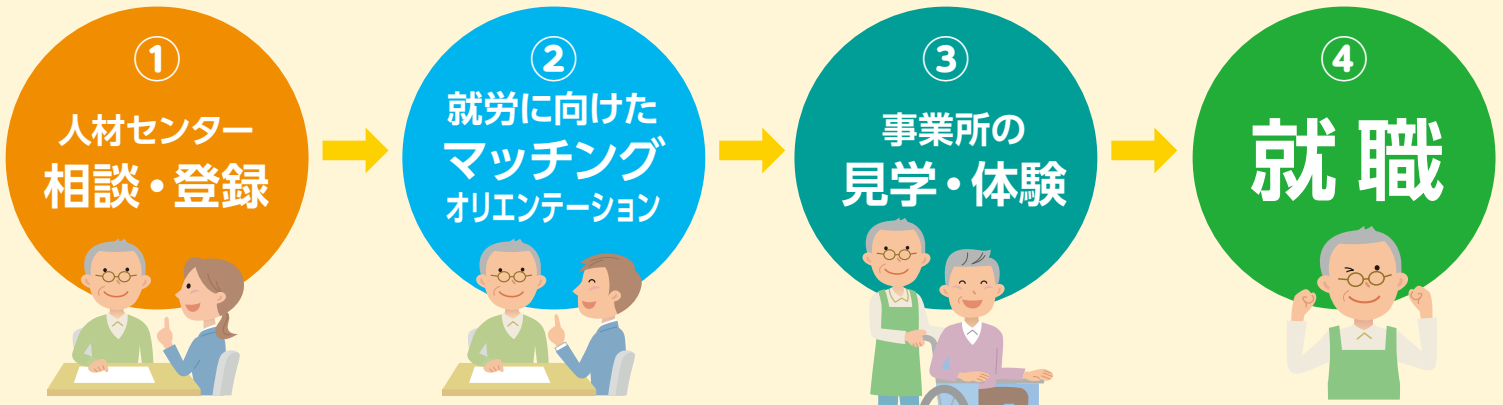 ①
人材センター
相談・登録
②
就労に向けた
マッチング
オリエンテーション
③
事業所の
見学・体験
④
就職